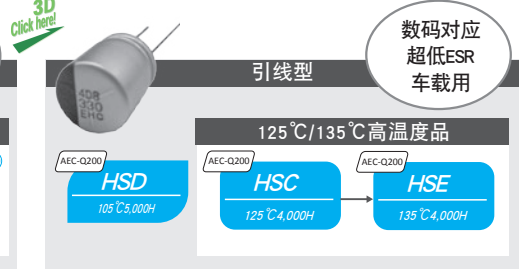 3D
Click here!
数码对应
超低ESR
车载用
引线型
408
330
EHC
125℃/135℃高温度品
AEC-Q200
HSD
105℃5,000H
AEC-Q200
HSC
125℃4,000H
AEC-Q200
HSE
135℃4,000H